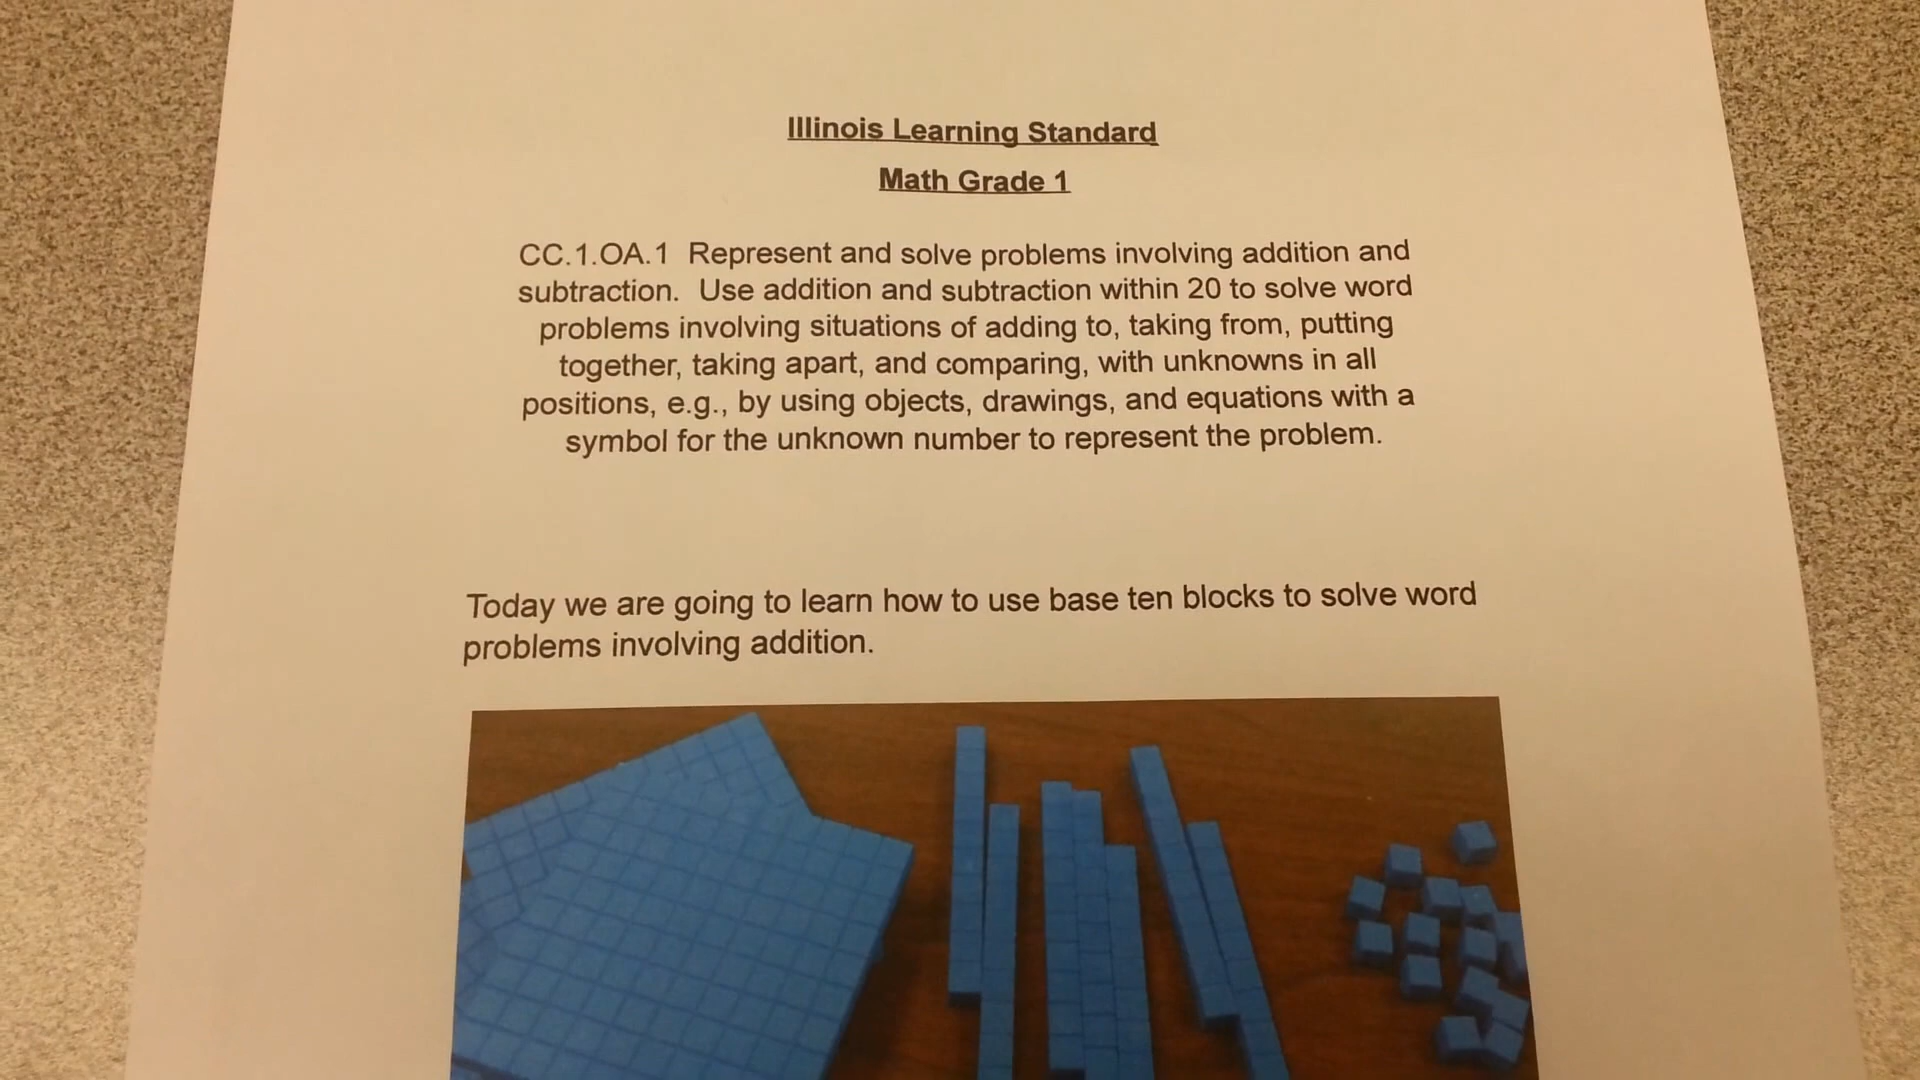 Illinois Learning Standard
Math Grade 1
CC.1.OA.1  Represent and solve problems involving addition and
subtraction.  Use addition and subtraction within 20 to solve word
problems involving situations of adding to, taking from, putting
together, taking apart, and comparing, with unknowns in all
positions, e.g., by using objects, drawings, and equations with a
symbol for the unknown number to represent the problem.
Today we are going to learn how to use base ten blocks to solve word
problems involving addition.